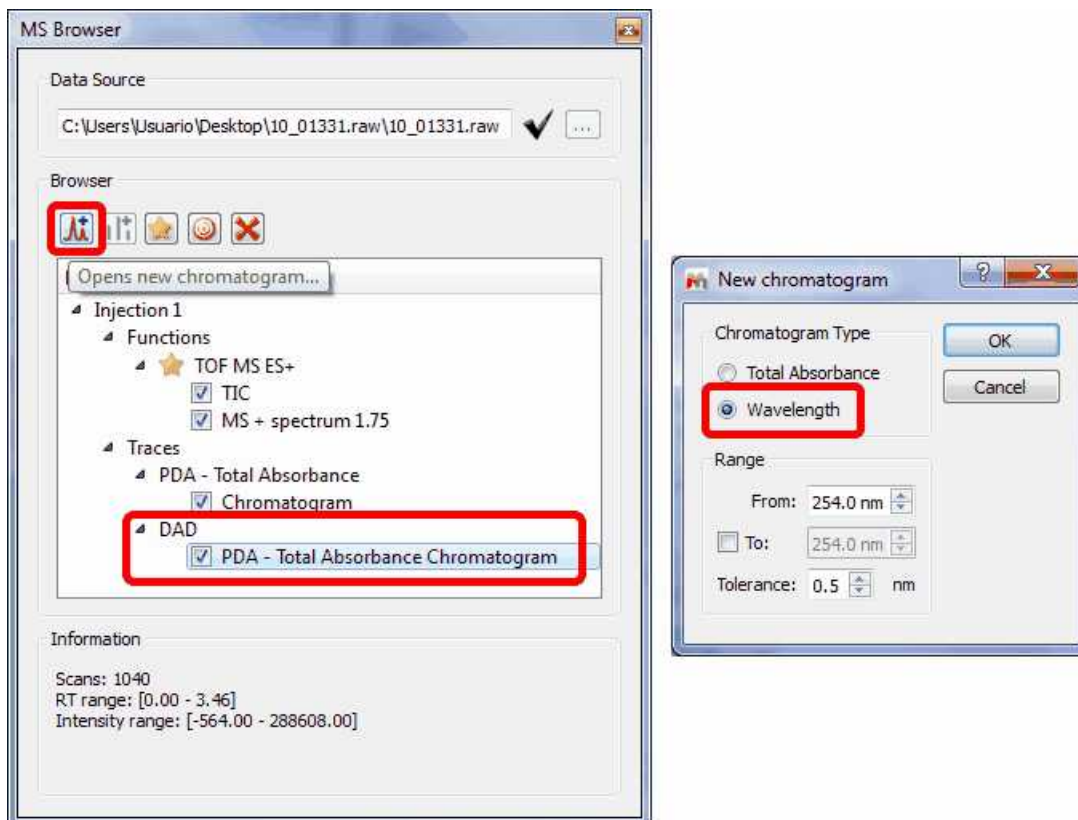 MS Browser
Data Source
C:\Users\Usuario\Desktop\10_01331.raw\10_01331.raw
...
Browser
Opens new chromatogram...
Injection 1
Functions
TOF MS ES+
TIC
MS + spectrum 1.75
Traces
PDA - Total Absorbance
Chromatogram
DAD
PDA - Total Absorbance Chromatogram
Information
Scans: 1040
RT range: [0.00 - 3.46]
Intensity range: [-564.00 - 288608.00]
New chromatogram
?
Chromatogram Type
OK
Total Absorbance
Cancel
Wavelength
Range
From: 254.0 nm
To: 254.0 nm
Tolerance: 0.5 nm